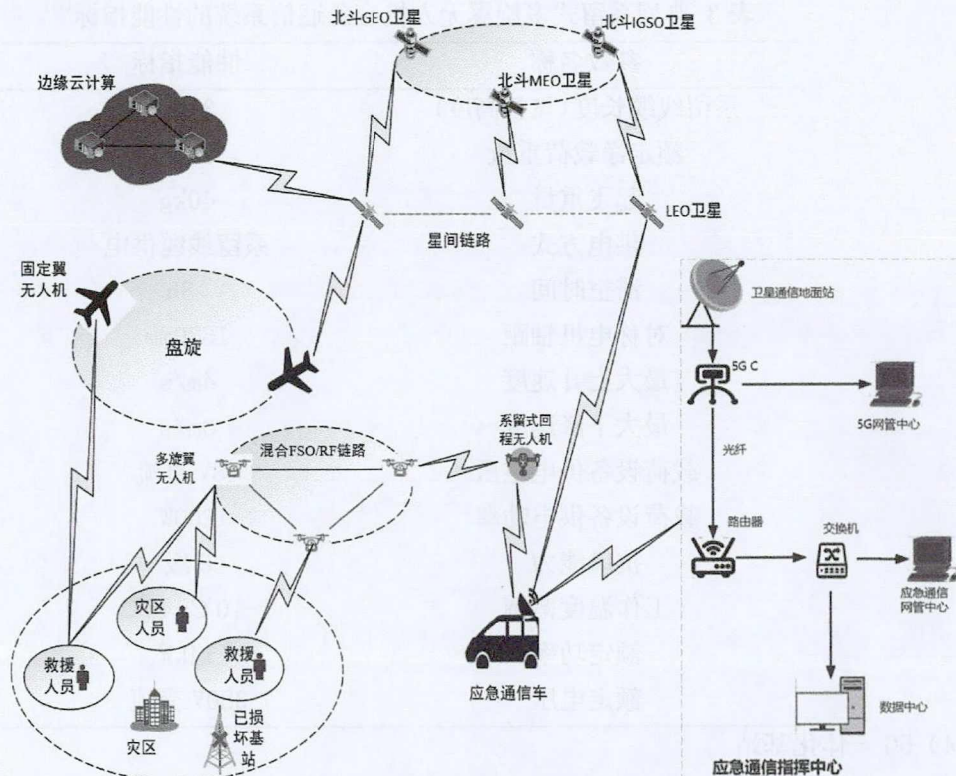 北斗GEO卫星
北斗IGSO卫星
边缘云计算
北斗MEO卫星
LEO卫星
星间链路
固定翼
无人机
卫星通信地面站
盘旋
5G C
5G网管中心
系留式回
程无人机
混合FSO/RF链路
多旋翼
无人机
光纤
路由器
交换机
应急通信
网管中心
灾区
人员
救援
人员
救援
人员
应急通信车
数据中心
已损
坏基
站
灾区
应急通信指挥中心